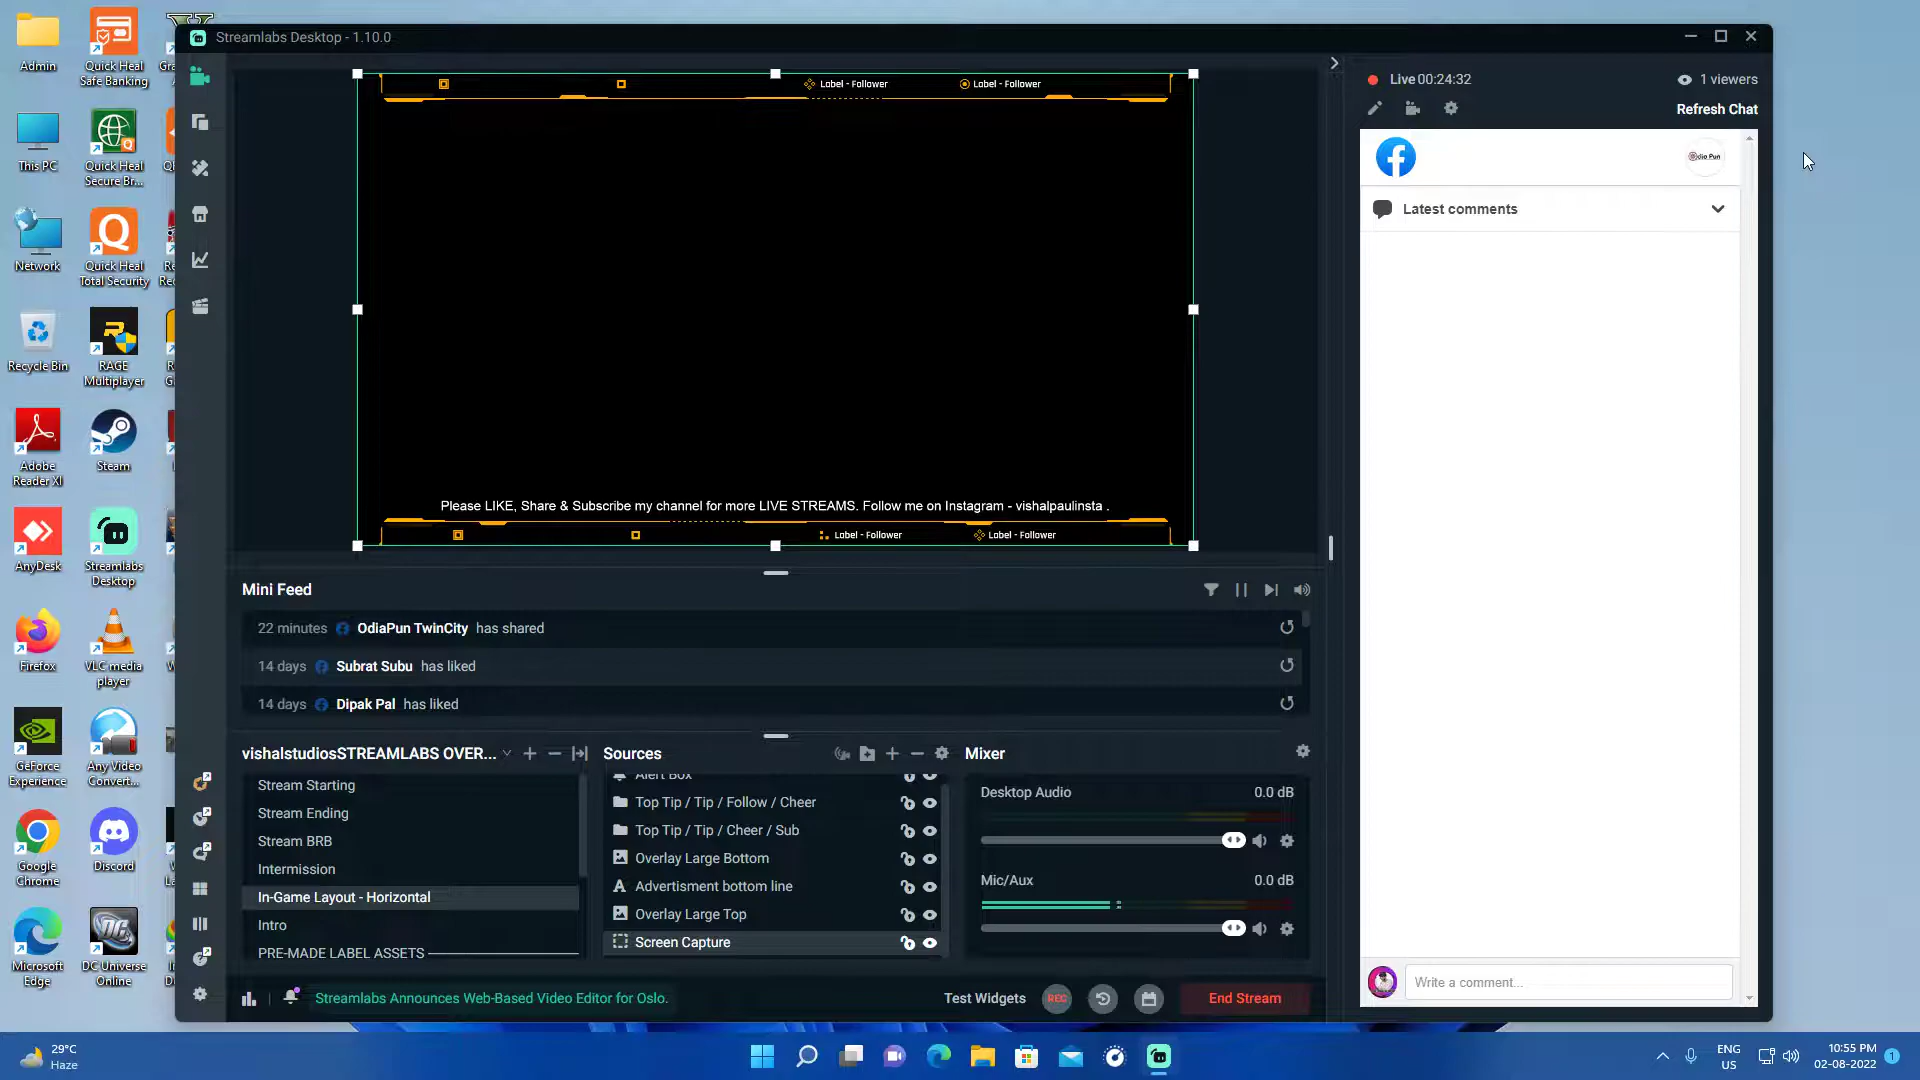 Streamlabs Desktop - 1.10.0
Admin
Quick Heal
Safe Banking
This PC
Quick Heal
Secure Br...
Network
Quick Heal
Total Security
Recycle Bin
RAGE
Multiplayer
Adobe
Reader XI
Steam
AnyDesk
Streamlabs
Desktop
Firefox
VLC media
player
GeForce
Experience
Any Video
Convert...
Google
Chrome
Discord
Microsoft
Edge
DC Universe
Online
Label - Follower
Label - Follower
Please LIKE, Share & Subscribe my channel for more LIVE STREAMS. Follow me on Instagram - vishalpaulinsta .
Label - Follower
Label - Follower
Live 00:24:32
1 viewers
Refresh Chat
Latest comments
Write a comment...
Mini Feed
22 minutes OdiaPun TwinCity has shared
14 days Subrat Subu has liked
14 days Dipak Pal has liked
vishalstudiosSTREAMLABS OVER...
Stream Starting
Stream Ending
Stream BRB
Intermission
In-Game Layout - Horizontal
Intro
PRE-MADE LABEL ASSETS
Sources
Alert Box
Top Tip / Tip / Follow / Cheer
Top Tip / Tip / Cheer / Sub
Overlay Large Bottom
Advertisment bottom line
Overlay Large Top
Screen Capture
Mixer
Desktop Audio 0.0 dB
Mic/Aux 0.0 dB
Streamlabs Announces Web-Based Video Editor for Oslo.
Test Widgets
REC
End Stream
29°C
Haze
ENG
US
10:55 PM
02-08-2022
1